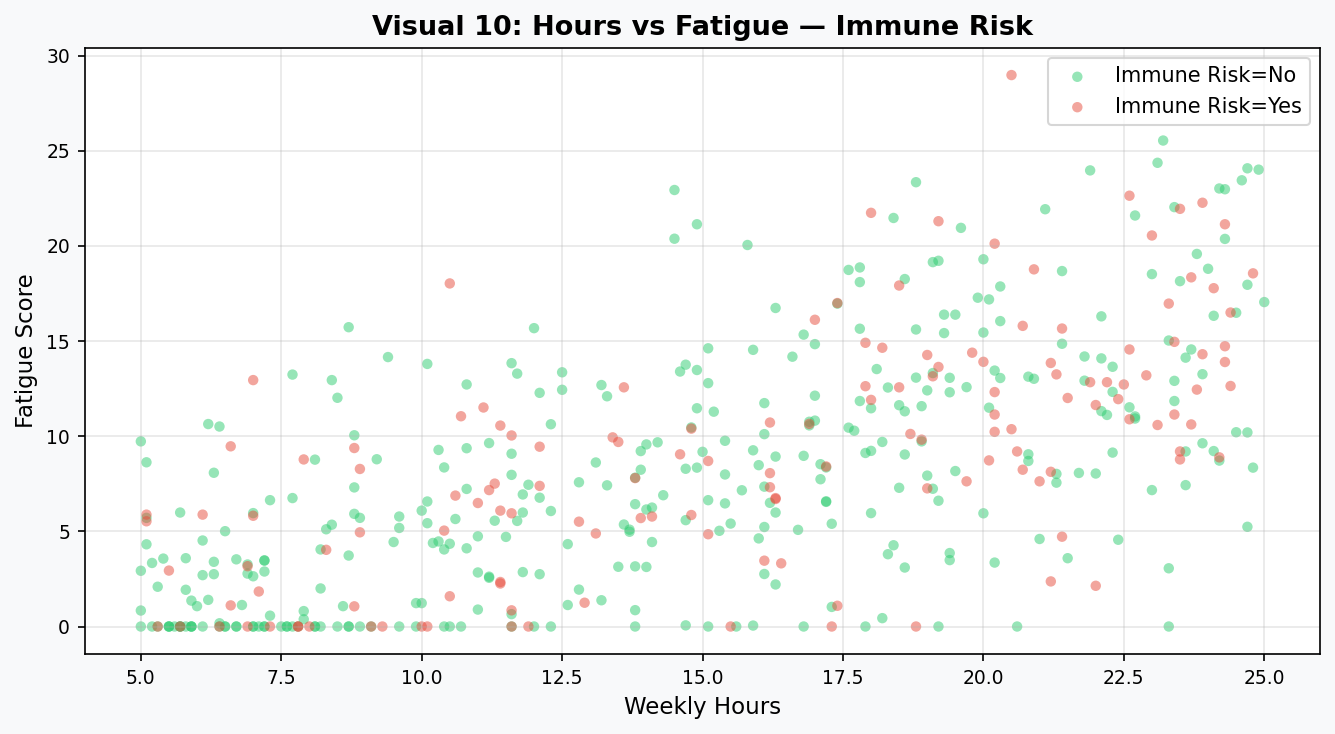 Visual 10: Hours vs Fatigue — Immune Risk
30
25
20
15
10
5
0
Fatigue Score
Immune Risk=No
Immune Risk=Yes
5.0 7.5 10.0 12.5 15.0 17.5 20.0 22.5 25.0
Weekly Hours